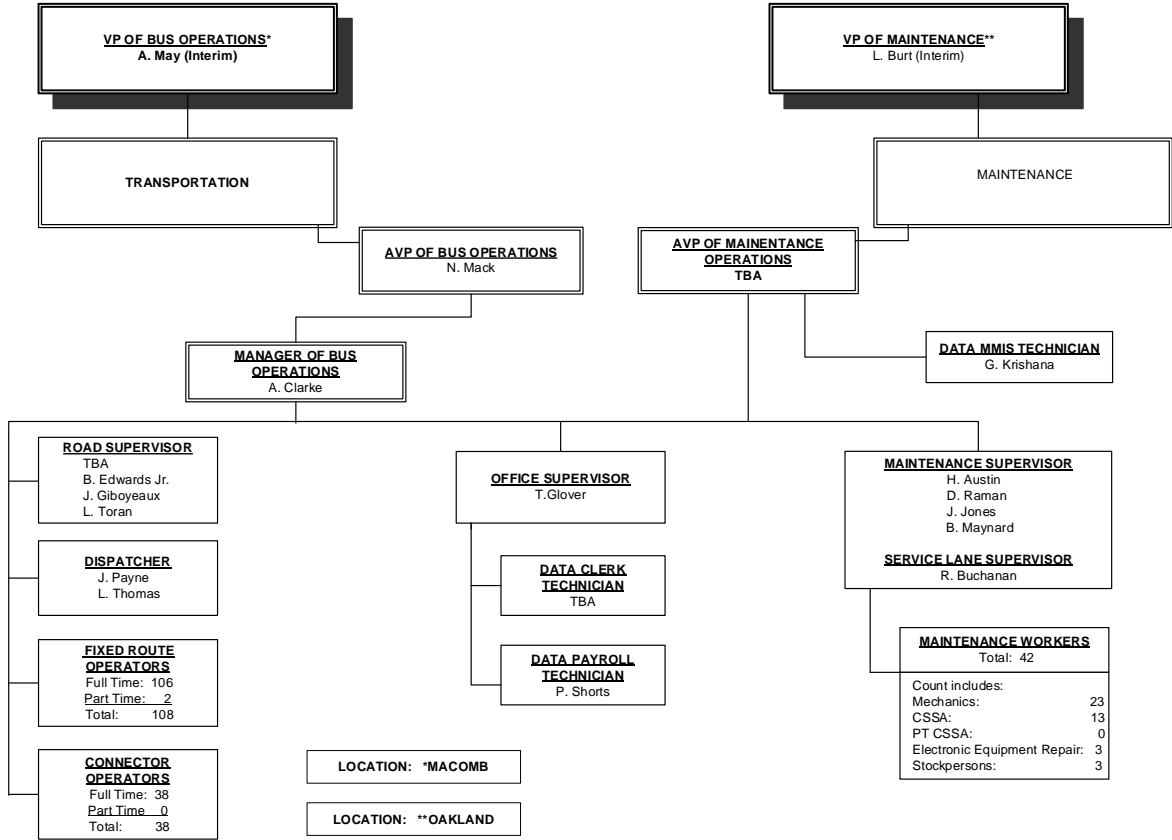 VP OF BUS OPERATIONS*
A. May (Interim)
VP OF MAINTENANCE**
L. Burt (Interim)
TRANSPORTATION
MAINTENANCE
AVP OF BUS OPERATIONS
N. Mack
AVP OF MAINENTANCE
OPERATIONS
TBA
MANAGER OF BUS
OPERATIONS
A. Clarke
DATA MMIS TECHNICIAN
G. Krishana
ROAD SUPERVISOR
TBA
B. Edwards Jr.
J. Giboyeaux
L. Toran
DISPATCHER
J. Payne
L. Thomas
FIXED ROUTE
OPERATORS
Full Time: 106
Part Time: 2
Total: 108
CONNECTOR
OPERATORS
Full Time: 38
Part Time 0
Total: 38
OFFICE SUPERVISOR
T.Glover
DATA CLERK
TECHNICIAN
TBA
DATA PAYROLL
TECHNICIAN
P. Shorts
LOCATION: *MACOMB
LOCATION: **OAKLAND
MAINTENANCE SUPERVISOR
H. Austin
D. Raman
J. Jones
B. Maynard
SERVICE LANE SUPERVISOR
R. Buchanan
MAINTENANCE WORKERS
Total: 42
Count includes:
Mechanics: 23
CSSA: 13
PT CSSA: 0
Electronic Equipment Repair: 3
Stockpersons: 3